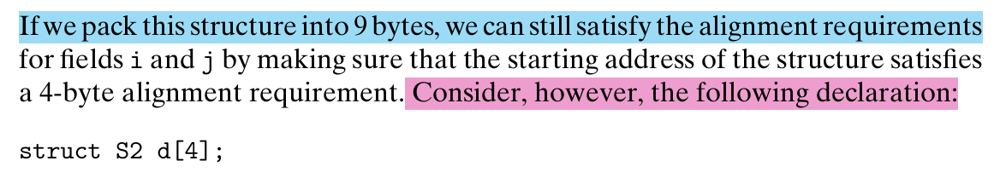 If we pack this structure into 9 bytes, we can still satisfy the alignment requirements
for fields i and j by making sure that the starting address of the structure satisfies
a 4-byte alignment requirement. Consider, however, the following declaration:
struct S2 d[4];